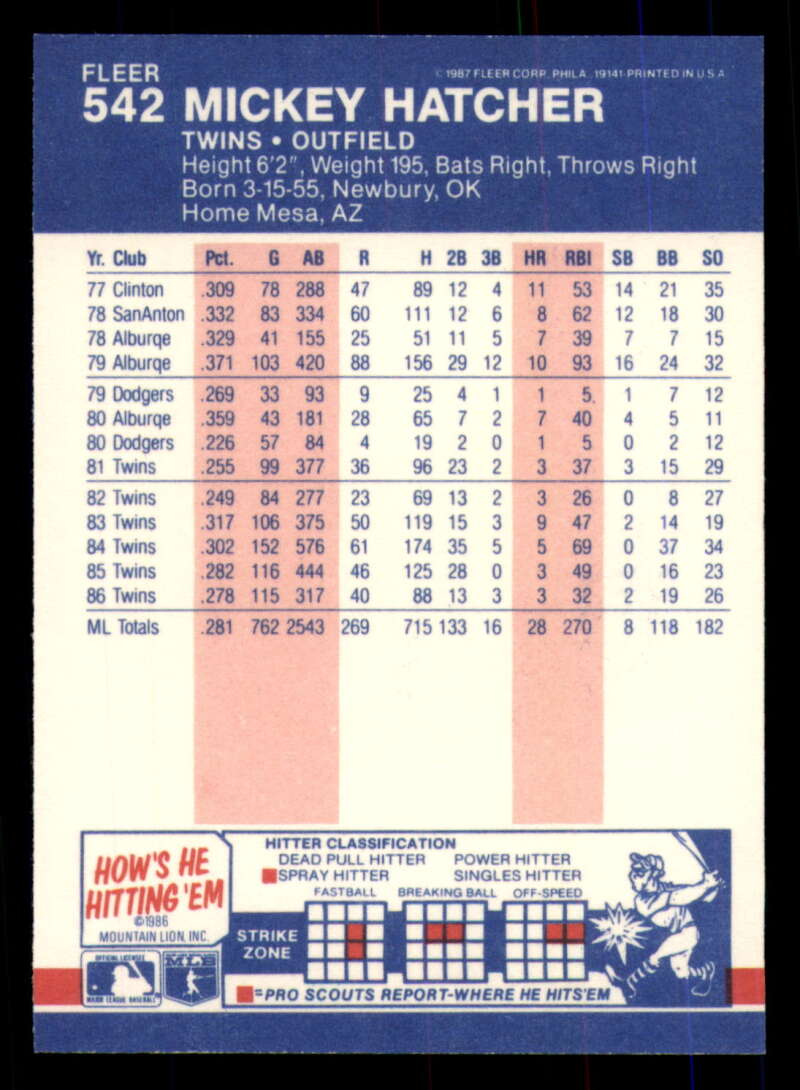 FLEER
© 1987 FLEER CORP. PHILA. 19141-PRINTED IN U.S.A.
542 MICKEY HATCHER
TWINS • OUTFIELD
Height 6'2", Weight 195, Bats Right, Throws Right
Born 3-15-55, Newbury, OK
Home Mesa, AZ
Yr. Club Pct. G AB R H 2B 3B HR RBI SB BB SO
77 Clinton .309 78 288 47 89 12 4 11 53 14 21 35
78 SanAnton .332 83 334 60 111 12 6 8 62 12 18 30
78 Alburqe .329 41 155 25 51 11 5 7 39 7 7 15
79 Alburqe .371 103 420 88 156 29 12 10 93 16 24 32
79 Dodgers .269 33 93 9 25 4 1 1 5. 1 7 12
80 Alburqe .359 43 181 28 65 7 2 7 40 4 5 11
80 Dodgers .226 57 84 4 19 2 0 1 5 0 2 12
81 Twins .255 99 377 36 96 23 2 3 37 3 15 29
82 Twins .249 84 277 23 69 13 2 3 26 0 8 27
83 Twins .317 106 375 50 119 15 3 9 47 2 14 19
84 Twins .302 152 576 61 174 35 5 5 69 0 37 34
85 Twins .282 116 444 46 125 28 0 3 49 0 16 23
86 Twins .278 115 317 40 88 13 3 3 32 2 19 26
ML Totals .281 762 2543 269 715 133 16 28 270 8 118 182
HOW'S HE
HITTING 'EM
©1986
MOUNTAIN LION, INC.
HITTER CLASSIFICATION
DEAD PULL HITTER POWER HITTER
SPRAY HITTER SINGLES HITTER
FASTBALL BREAKING BALL OFF-SPEED
STRIKE
ZONE
=PRO SCOUTS REPORT-WHERE HE HITS 'EM
OFFICIAL LICENSEE
MAJOR LEAGUE BASEBALL
MLB